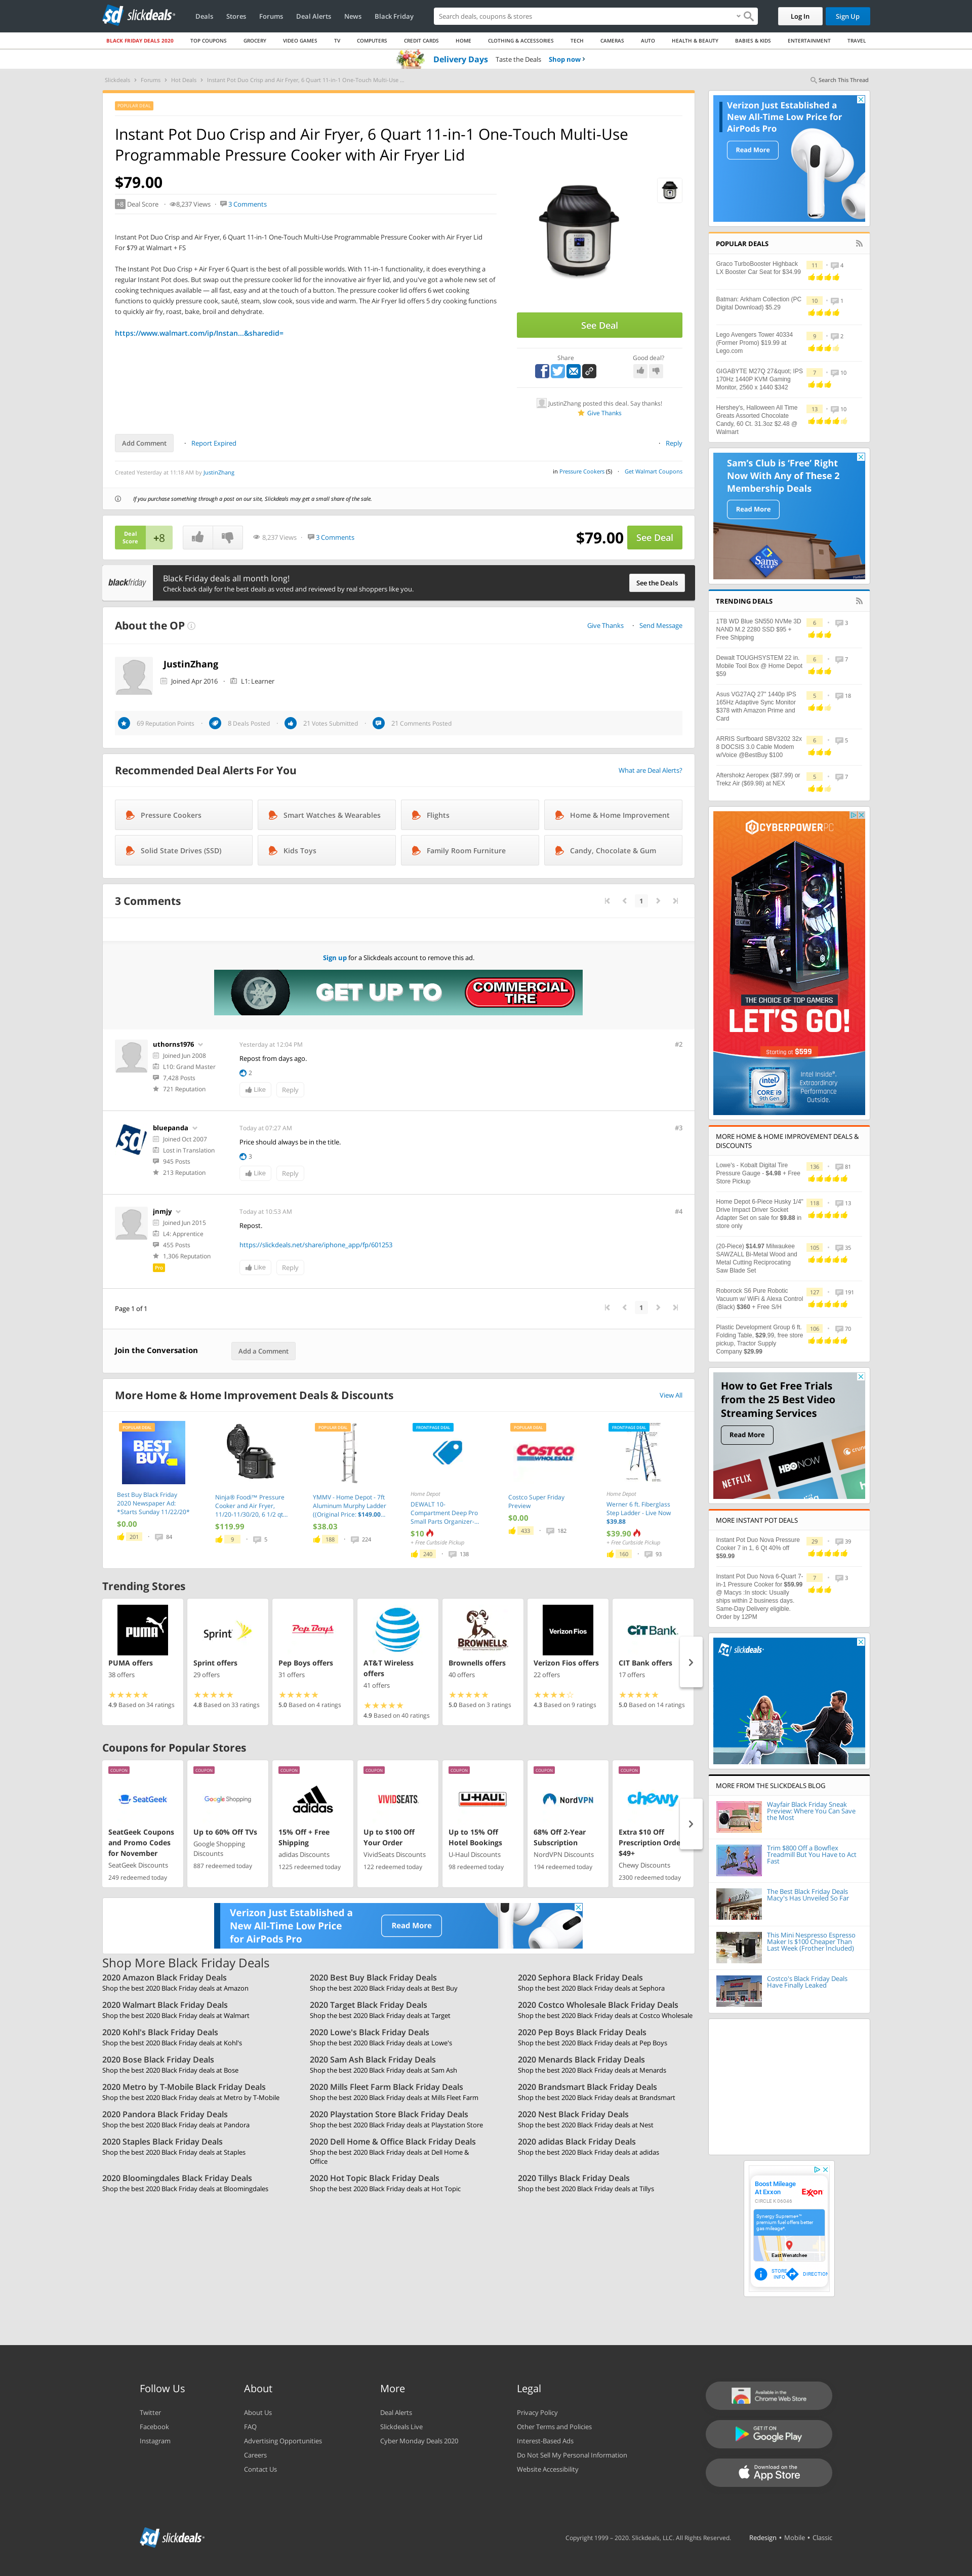 slickdeals
Deals Stores Forums Deal Alerts News Black Friday
Search deals, coupons & stores
Log In Sign Up
BLACK FRIDAY DEALS 2020 TOP COUPONS GROCERY VIDEO GAMES TV COMPUTERS CREDIT CARDS HOME CLOTHING & ACCESSORIES TECH CAMERAS AUTO HEALTH & BEAUTY BABIES & KIDS ENTERTAINMENT TRAVEL
Delivery Days Taste the Deals Shop now
Slickdeals Forums Hot Deals Instant Pot Duo Crisp and Air Fryer, 6 Quart 11-in-1 One-Touch Multi-Use ...
Search This Thread
POPULAR DEAL
Instant Pot Duo Crisp and Air Fryer, 6 Quart 11-in-1 One-Touch Multi-Use
Programmable Pressure Cooker with Air Fryer Lid
$79.00
+8 Deal Score 8,237 Views 3 Comments
Instant Pot Duo Crisp and Air Fryer, 6 Quart 11-in-1 One-Touch Multi-Use Programmable Pressure Cooker with Air Fryer Lid
For $79 at Walmart + FS
The Instant Pot Duo Crisp + Air Fryer 6 Quart is the best of all possible worlds. With 11-in-1 functionality, it does everything a
regular Instant Pot does. But swap out the pressure cooker lid for the innovative air fryer lid, and you've got a whole new set of
cooking techniques available — all fast, easy and at the touch of a button. The pressure cooker lid offers 6 wet cooking
functions to quickly pressure cook, sauté, steam, slow cook, sous vide and warm. The Air Fryer lid offers 5 dry cooking functions
to quickly air fry, roast, bake, broil and dehydrate.
https://www.walmart.com/ip/Instan...&sharedid=
See Deal
Share Good deal?
JustinZhang posted this deal. Say thanks!
Give Thanks
Add Comment Report Expired Reply
Created Yesterday at 11:18 AM by JustinZhang
in Pressure Cookers (5) Get Walmart Coupons
If you purchase something through a post on our site, Slickdeals may get a small share of the sale.
Deal
Score +8
8,237 Views 3 Comments $79.00 See Deal
blackfriday
Black Friday deals all month long!
Check back daily for the best deals as voted and reviewed by real shoppers like you.
See the Deals
About the OP Give Thanks Send Message
JustinZhang
Joined Apr 2016 L1: Learner
69 Reputation Points 8 Deals Posted 21 Votes Submitted 21 Comments Posted
Recommended Deal Alerts For You What are Deal Alerts?
Pressure Cookers Smart Watches & Wearables Flights Home & Home Improvement
Solid State Drives (SSD) Kids Toys Family Room Furniture Candy, Chocolate & Gum
3 Comments 1
Sign up for a Slickdeals account to remove this ad.
GET UP TO COMMERCIAL TIRE
uthorns1976 Yesterday at 12:04 PM #2
Joined Jun 2008
L10: Grand Master
7,428 Posts
721 Reputation
Repost from days ago.
2
Like Reply
bluepanda Today at 07:27 AM #3
Joined Oct 2007
Lost in Translation
945 Posts
213 Reputation
Price should always be in the title.
3
Like Reply
jnmjy Today at 10:53 AM #4
Joined Jun 2015
L4: Apprentice
455 Posts
1,306 Reputation
Pro
Repost.
https://slickdeals.net/share/iphone_app/fp/601253
Like Reply
Page 1 of 1 1
Join the Conversation Add a Comment
More Home & Home Improvement Deals & Discounts View All
POPULAR DEAL
BEST BUY
Best Buy Black Friday
2020 Newspaper Ad:
*Starts Sunday 11/22/20*
$0.00
201 84
Ninja® Foodi™ Pressure
Cooker and Air Fryer,
11/20-11/30/20, 6 1/2 qt...
$119.99
9 5
POPULAR DEAL
YMMV - Home Depot - 7ft
Aluminum Murphy Ladder
((Original Price: $149.00...
$38.03
188 224
FRONTPAGE DEAL
Home Depot
DEWALT 10-
Compartment Deep Pro
Small Parts Organizer-...
$10
+ Free Curbside Pickup
240 138
POPULAR DEAL
COSTCO WHOLESALE
Costco Super Friday
Preview
$0.00
433 182
FRONTPAGE DEAL
Home Depot
Werner 6 ft. Fiberglass
Step Ladder - Live Now
$39.88
$39.90
+ Free Curbside Pickup
160 93
Trending Stores
PUMA
PUMA offers
38 offers
4.9 Based on 34 ratings
Sprint
Sprint offers
29 offers
4.8 Based on 33 ratings
Pep Boys
Pep Boys offers
31 offers
5.0 Based on 4 ratings
AT&T Wireless
offers
41 offers
4.9 Based on 40 ratings
BROWNELLS
Brownells offers
40 offers
5.0 Based on 3 ratings
Verizon Fios
Verizon Fios offers
22 offers
4.3 Based on 9 ratings
CIT BANK
CIT Bank offers
17 offers
5.0 Based on 14 ratings
Coupons for Popular Stores
COUPON
SeatGeek
SeatGeek Coupons
and Promo Codes
for November
SeatGeek Discounts
249 redeemed today
COUPON
Google Shopping
Up to 60% Off TVs
Google Shopping
Discounts
887 redeemed today
COUPON
adidas
15% Off + Free
Shipping
adidas Discounts
1225 redeemed today
COUPON
VIVIDSEATS
Up to $100 Off
Your Order
VividSeats Discounts
122 redeemed today
COUPON
U-HAUL
Up to 15% Off
Hotel Bookings
U-Haul Discounts
98 redeemed today
COUPON
NordVPN
68% Off 2-Year
Subscription
NordVPN Discounts
194 redeemed today
COUPON
chewy
Extra $10 Off
Prescription Orde
$49+
Chewy Discounts
2300 redeemed today
Verizon Just Established a
New All-Time Low Price
for AirPods Pro
Read More
Shop More Black Friday Deals
2020 Amazon Black Friday Deals 2020 Best Buy Black Friday Deals 2020 Sephora Black Friday Deals
Shop the best 2020 Black Friday deals at Amazon Shop the best 2020 Black Friday deals at Best Buy Shop the best 2020 Black Friday deals at Sephora
2020 Walmart Black Friday Deals 2020 Target Black Friday Deals 2020 Costco Wholesale Black Friday Deals
Shop the best 2020 Black Friday deals at Walmart Shop the best 2020 Black Friday deals at Target Shop the best 2020 Black Friday deals at Costco Wholesale
2020 Kohl's Black Friday Deals 2020 Lowe's Black Friday Deals 2020 Pep Boys Black Friday Deals
Shop the best 2020 Black Friday deals at Kohl's Shop the best 2020 Black Friday deals at Lowe's Shop the best 2020 Black Friday deals at Pep Boys
2020 Bose Black Friday Deals 2020 Sam Ash Black Friday Deals 2020 Menards Black Friday Deals
Shop the best 2020 Black Friday deals at Bose Shop the best 2020 Black Friday deals at Sam Ash Shop the best 2020 Black Friday deals at Menards
2020 Metro by T-Mobile Black Friday Deals 2020 Mills Fleet Farm Black Friday Deals 2020 Brandsmart Black Friday Deals
Shop the best 2020 Black Friday deals at Metro by T-Mobile Shop the best 2020 Black Friday deals at Mills Fleet Farm Shop the best 2020 Black Friday deals at Brandsmart
2020 Pandora Black Friday Deals 2020 Playstation Store Black Friday Deals 2020 Nest Black Friday Deals
Shop the best 2020 Black Friday deals at Pandora Shop the best 2020 Black Friday deals at Playstation Store Shop the best 2020 Black Friday deals at Nest
2020 Staples Black Friday Deals 2020 Dell Home & Office Black Friday Deals 2020 adidas Black Friday Deals
Shop the best 2020 Black Friday deals at Staples Shop the best 2020 Black Friday deals at Dell Home & Shop the best 2020 Black Friday deals at adidas
Office
2020 Bloomingdales Black Friday Deals 2020 Hot Topic Black Friday Deals 2020 Tillys Black Friday Deals
Shop the best 2020 Black Friday deals at Bloomingdales Shop the best 2020 Black Friday deals at Hot Topic Shop the best 2020 Black Friday deals at Tillys
Verizon Just Established a
New All-Time Low Price for
AirPods Pro
Read More
POPULAR DEALS
Graco TurboBooster Highback 11 4
LX Booster Car Seat for $34.99
Batman: Arkham Collection (PC 10 1
Digital Download) $5.29
Lego Avengers Tower 40334 9 2
(Former Promo) $19.99 at
Lego.com
GIGABYTE M27Q 27&quot; IPS 7 10
170Hz 1440P KVM Gaming
Monitor, 2560 x 1440 $342
Hershey's, Halloween All Time 13 10
Greats Assorted Chocolate
Candy, 60 Ct. 31.3oz $2.48 @
Walmart
Sam's Club is 'Free' Right
Now With Any of These 2
Membership Deals
Read More
Sam's
TRENDING DEALS
1TB WD Blue SN550 NVMe 3D 6 3
NAND M.2 2280 SSD $95 +
Free Shipping
Dewalt TOUGHSYSTEM 22 in. 6 7
Mobile Tool Box @ Home Depot
$59
Asus VG27AQ 27" 1440p IPS 5 18
165Hz Adaptive Sync Monitor
$378 with Amazon Prime and
Card
ARRIS Surfboard SBV3202 32x 6 5
8 DOCSIS 3.0 Cable Modem
w/Voice @BestBuy $100
Aftershokz Aeropex ($87.99) or 5 7
Trekz Air ($69.98) at NEX
CYBERPOWERPC
THE CHOICE OF TOP GAMERS
LET'S GO!
Starting at $599
intel CORE i9 9th Gen
Intel Inside®.
Extraordinary
Performance
Outside.
MORE HOME & HOME IMPROVEMENT DEALS &
DISCOUNTS
Lowe's - Kobalt Digital Tire 136 81
Pressure Gauge - $4.98 + Free
Store Pickup
Home Depot 6-Piece Husky 1/4" 118 13
Drive Impact Driver Socket
Adapter Set on sale for $9.88 in
store only
(20-Piece) $14.97 Milwaukee 105 35
SAWZALL Bi-Metal Wood and
Metal Cutting Reciprocating
Saw Blade Set
Roborock S6 Pure Robotic 127 191
Vacuum w/ WiFi & Alexa Control
(Black) $360 + Free S/H
Plastic Development Group 6 ft. 106 70
Folding Table, $29.99, free store
pickup, Tractor Supply
Company $29.99
How to Get Free Trials
from the 25 Best Video
Streaming Services
Read More
NETFLIX HBO NOW
MORE INSTANT POT DEALS
Instant Pot Duo Nova Pressure 29 39
Cooker 7 in 1, 6 Qt 40% off
$59.99
Instant Pot Duo Nova 6-Quart 7- 7 3
in-1 Pressure Cooker for $59.99
@ Macys :In stock: Usually
ships within 2 business days.
Same-Day Delivery eligible.
Order by 12PM
slickdeals
MORE FROM THE SLICKDEALS BLOG
Wayfair Black Friday Sneak
Preview: Where You Can Save
the Most
Trim $800 Off a Bowflex
Treadmill But You Have to Act
Fast
The Best Black Friday Deals
Macy's Has Unveiled So Far
This Mini Nespresso Espresso
Maker Is $100 Cheaper Than
Last Week (Frother Included)
Costco's Black Friday Deals
Have Finally Leaked
Boost Mileage
At Exxon
Exxon
Synergy Supreme+™
premium fuel offers better
gas mileage¹.
East Wenatchee
STORE
INFO DIRECTION
Follow Us About More Legal
Twitter About Us Deal Alerts Privacy Policy
Facebook FAQ Slickdeals Live Other Terms and Policies
Instagram Advertising Opportunities Cyber Monday Deals 2020 Interest-Based Ads
Careers Do Not Sell My Personal Information
Contact Us Website Accessibility
Available in the
Chrome Web Store
GET IT ON
Google Play
Download on the
App Store
slickdeals
Copyright 1999 – 2020. Slickdeals, LLC. All Rights Reserved. Redesign • Mobile • Classic